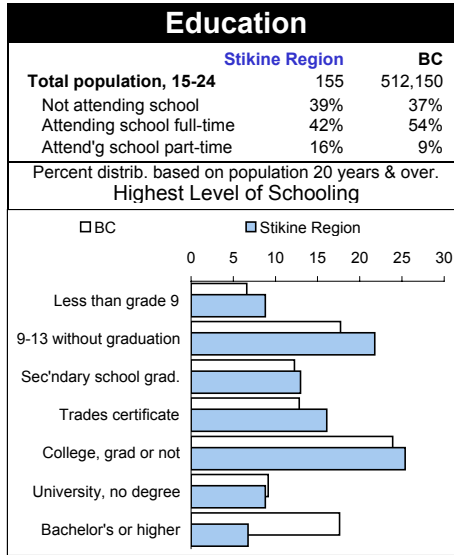 Education
Stikine Region BC
Total population, 15-24 155 512,150
Not attending school 39% 37%
Attending school full-time 42% 54%
Attend'g school part-time 16% 9%
Percent distrib. based on population 20 years & over.
Highest Level of Schooling
BC Stikine Region
0 5 10 15 20 25 30
Less than grade 9
9-13 without graduation
Sec'ndary school grad.
Trades certificate
College, grad or not
University, no degree
Bachelor's or higher